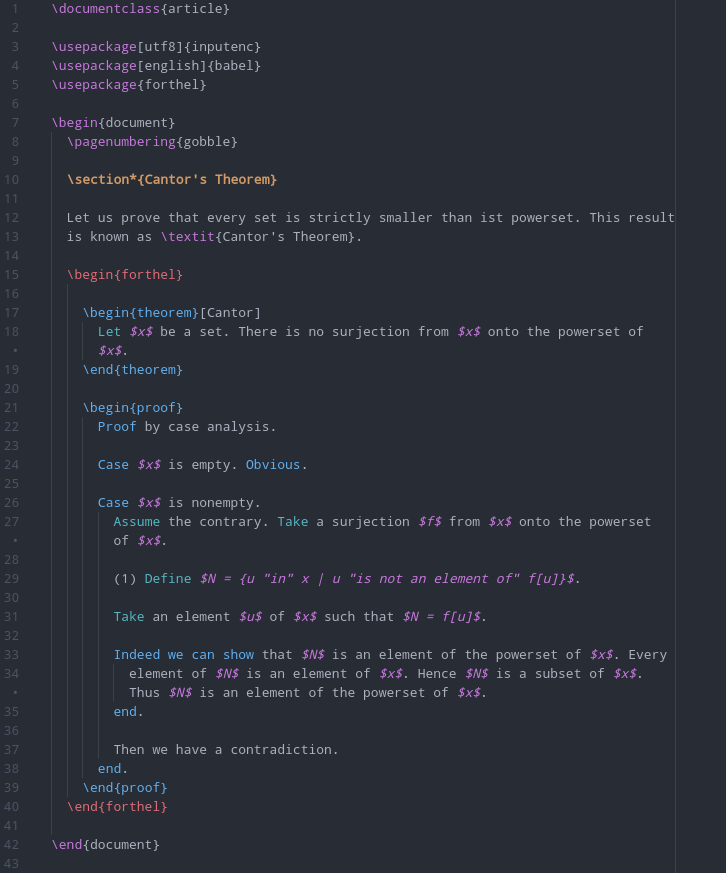 1 \documentclass{article}
2
3 \usepackage[utf8]{inputenc}
4 \usepackage[english]{babel}
5 \usepackage{forthel}
6
7 \begin{document}
8 \pagenumbering{gobble}
9
10 \section*{Cantor's Theorem}
11
12 Let us prove that every set is strictly smaller than ist powerset. This result
13 is known as \textit{Cantor's Theorem}.
14
15 \begin{forthel}
16
17 \begin{theorem}[Cantor]
18 Let $x$ be a set. There is no surjection from $x$ onto the powerset of
• $x$.
19 \end{theorem}
20
21 \begin{proof}
22 Proof by case analysis.
23
24 Case $x$ is empty. Obvious.
25
26 Case $x$ is nonempty.
27 Assume the contrary. Take a surjection $f$ from $x$ onto the powerset
• of $x$.
28
29 (1) Define $N = {u "in" x | u "is not an element of" f[u]}$.
30
31 Take an element $u$ of $x$ such that $N = f[u]$.
32
33 Indeed we can show that $N$ is an element of the powerset of $x$. Every
34 element of $N$ is an element of $x$. Hence $N$ is a subset of $x$.
• Thus $N$ is an element of the powerset of $x$.
35 end.
36
37 Then we have a contradiction.
38 end.
39 \end{proof}
40 \end{forthel}
41
42 \end{document}
43